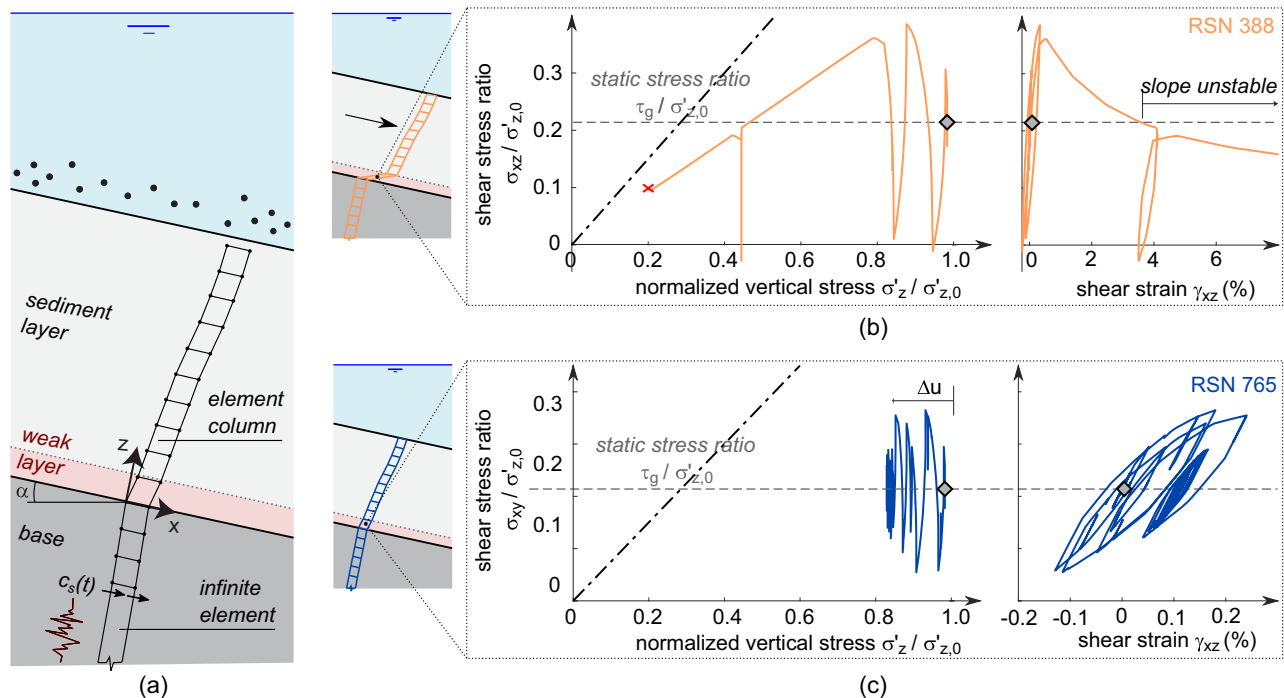 sediment
layer
element
column
weak
layer
z
α
x
base
c_s(t)
infinite
element
(a)
shear stress ratio
σ_xz / σ'_z,0
0.3
0.2
0.1
0
static stress ratio
τ_g / σ'_z,0
0
0.2
0.4
0.6
0.8
1.0
normalized vertical stress σ'_z / σ'_z,0
RSN 388
slope unstable
0
2
4
6
shear strain γ_xz (%)
(b)
shear stress ratio
σ_xy / σ'_z,0
0.3
0.2
0.1
0
static stress ratio
τ_g / σ'_z,0
Δu
0
0.2
0.4
0.6
0.8
1.0
normalized vertical stress σ'_z / σ'_z,0
RSN 765
-0.2
-0.1
0
0.1
0.2
shear strain γ_xz (%)
(c)